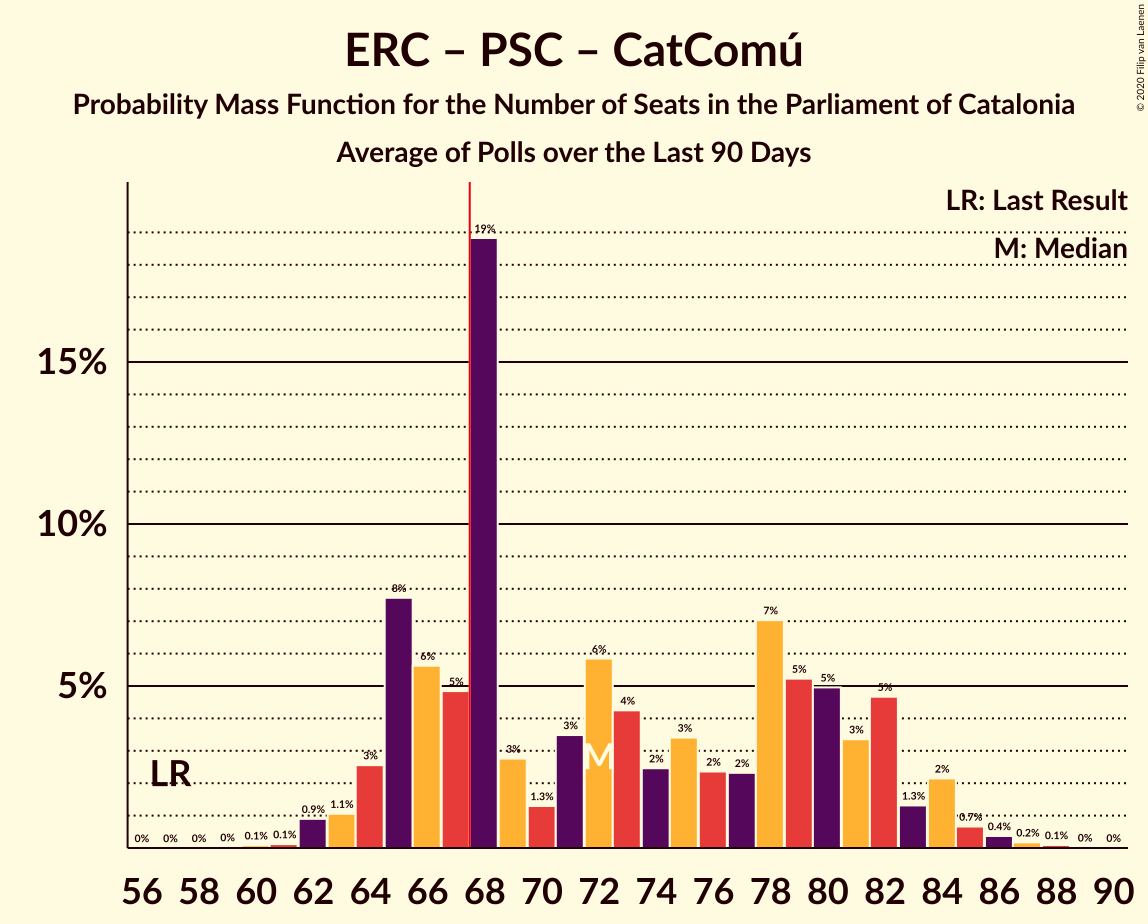 ERC – PSC – CatComú
Probability Mass Function for the Number of Seats in the Parliament of Catalonia
Average of Polls over the Last 90 Days
© 2020 Filip van Laenen
LR: Last Result
M: Median
15%
10%
5%
LR
M
0% 0% 0% 0% 0.1% 0.1% 0.9% 1.1% 3% 8% 6% 5% 19% 3% 1.3% 3% 6% 4% 2% 3% 2% 2% 7% 5% 5% 3% 5% 1.3% 2% 0.7% 0.4% 0.2% 0.1% 0% 0%
56 58 60 62 64 66 68 70 72 74 76 78 80 82 84 86 88 90